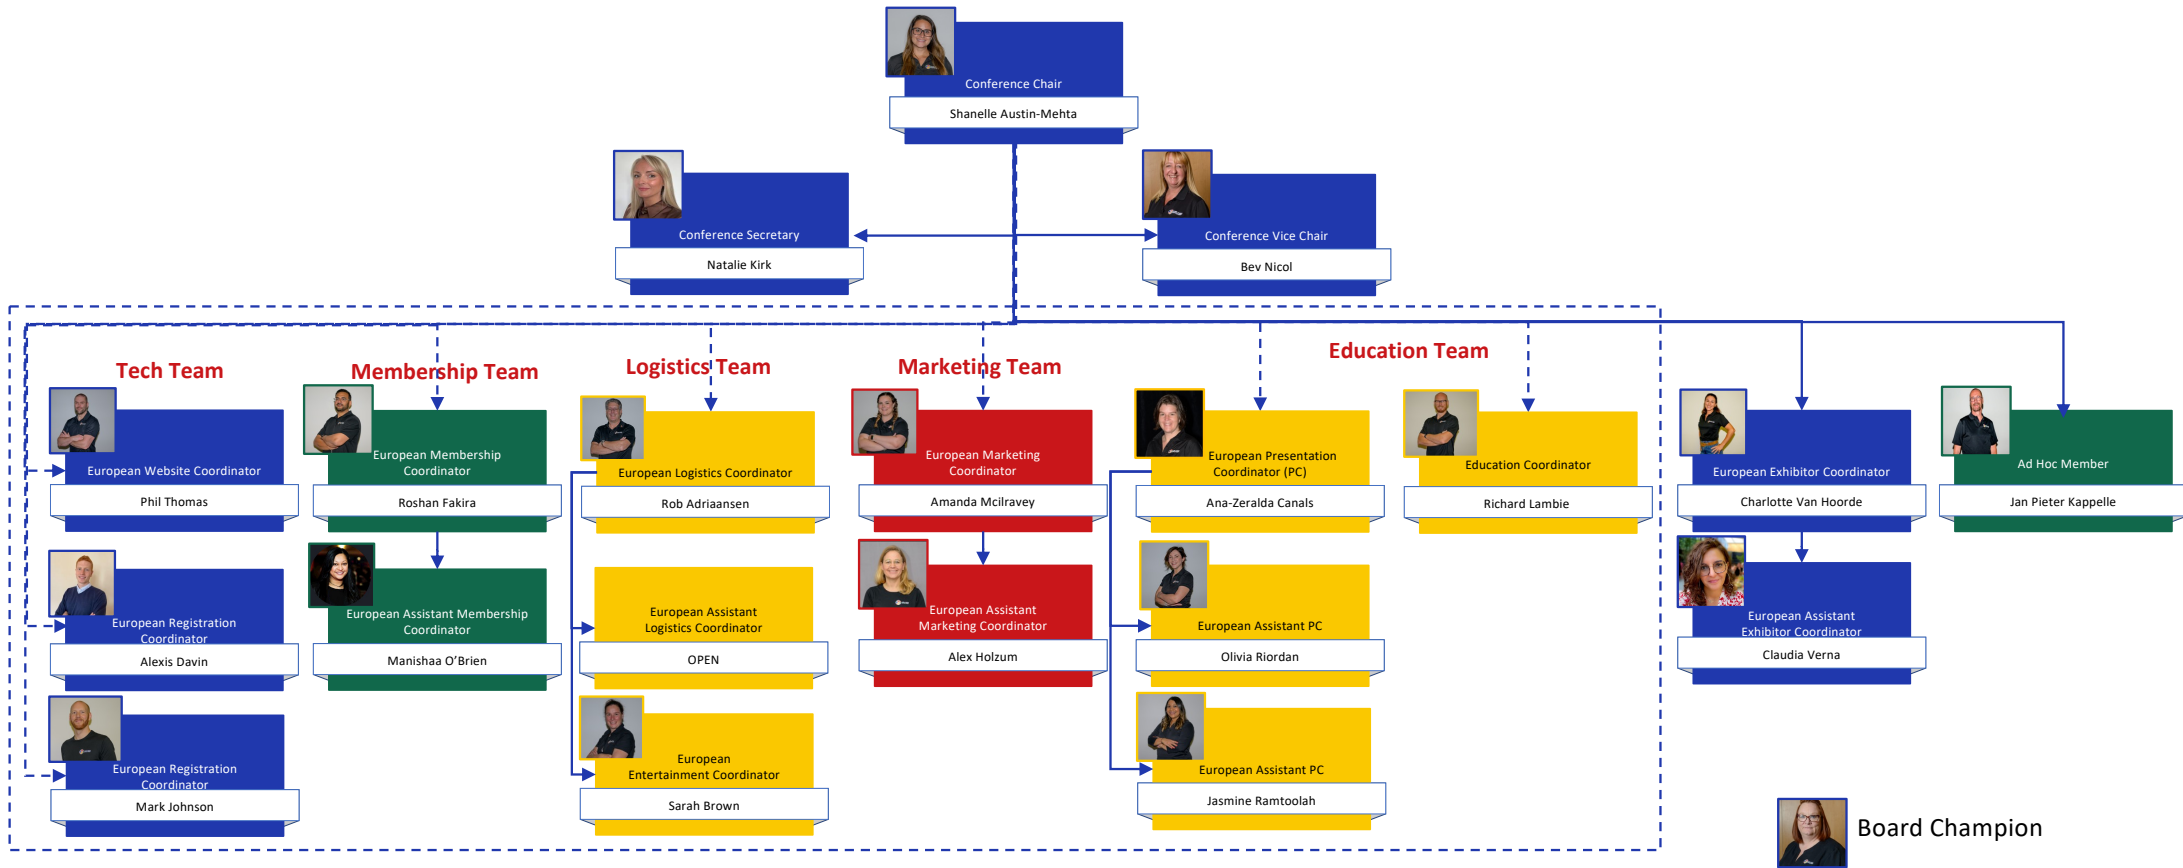 Conference Chair
Shanelle Austin-Mehta
Conference Secretary
Natalie Kirk
Conference Vice Chair
Bev Nicol
Tech Team
Membership Team
Logistics Team
Marketing Team
Education Team
European Website Coordinator
Phil Thomas
European Membership
Coordinator
Roshan Fakira
European Logistics Coordinator
Rob Adriaansen
European Marketing
Coordinator
Amanda Mcilravey
European Presentation
Coordinator (PC)
Ana-Zeralda Canals
Education Coordinator
Richard Lambie
European Exhibitor Coordinator
Charlotte Van Hoorde
Ad Hoc Member
Jan Pieter Kappelle
European Registration
Coordinator
Alexis Davin
European Assistant Membership
Coordinator
Manishaa O’Brien
European Assistant
Logistics Coordinator
OPEN
European Assistant
Marketing Coordinator
Alex Holzum
European Assistant PC
Olivia Riordan
European Assistant
Exhibitor Coordinator
Claudia Verna
European Registration
Coordinator
Mark Johnson
European
Entertainment Coordinator
Sarah Brown
European Assistant PC
Jasmine Ramtoolah
Board Champion